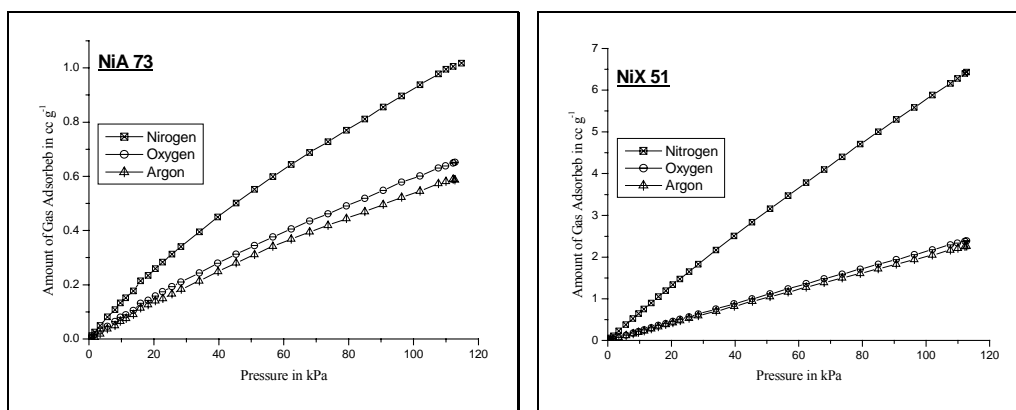 NiA 73
1.0
0.8
0.6
0.4
0.2
0.0
Amount of Gas Adsorbeb in cc g-1
Nirogen
Oxygen
Argon
0 20 40 60 80 100 120
Pressure in kPa
NiX 51
7
6
5
4
3
2
1
0
Amount of Gas Adsorbeb in cc g-1
Nitrogen
Oxygen
Argon
0 20 40 60 80 100 120
Pressure in kPa